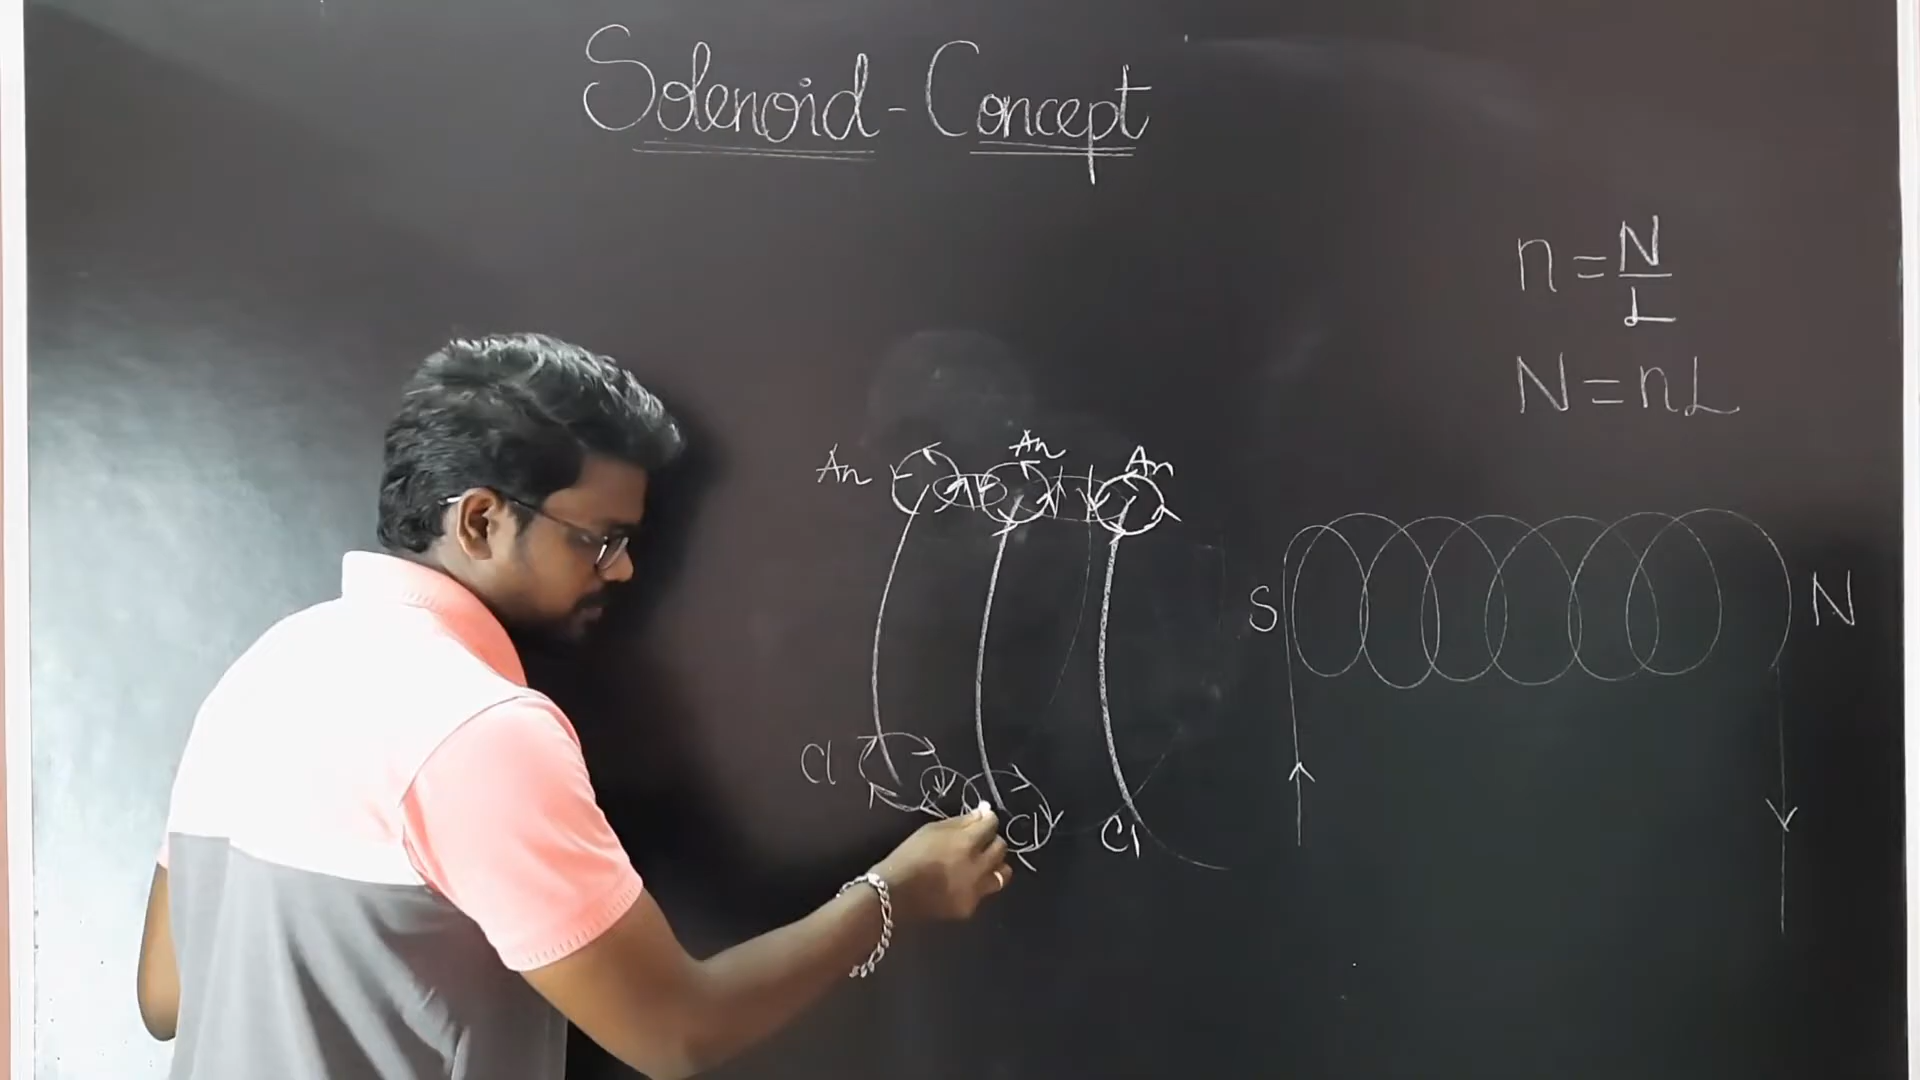 Solenoid - Concept
n = N/L
N = nL
An An An
S N
Cl Cl Cl